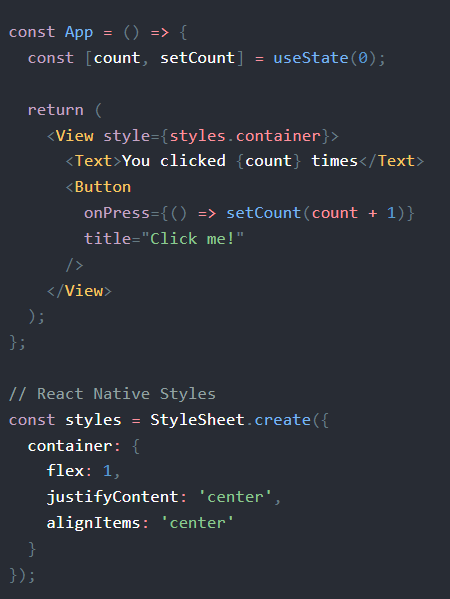 const App = () => {
  const [count, setCount] = useState(0);

  return (
    <View style={styles.container}>
      <Text>You clicked {count} times</Text>
      <Button
        onPress={() => setCount(count + 1)}
        title="Click me!"
      />
    </View>
  );
};

// React Native Styles
const styles = StyleSheet.create({
  container: {
    flex: 1,
    justifyContent: 'center',
    alignItems: 'center'
  }
});